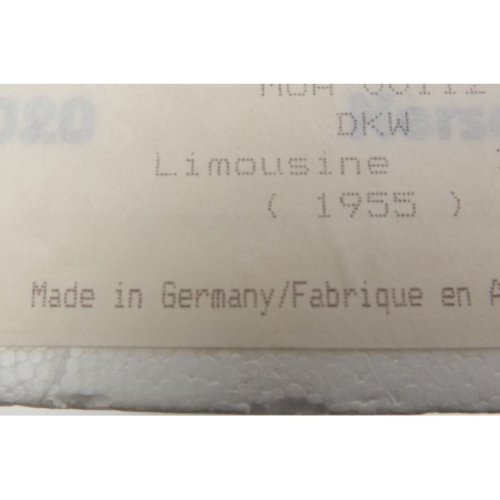 DKW
Limousine
( 1955 )
Made in Germany/Fabrique en